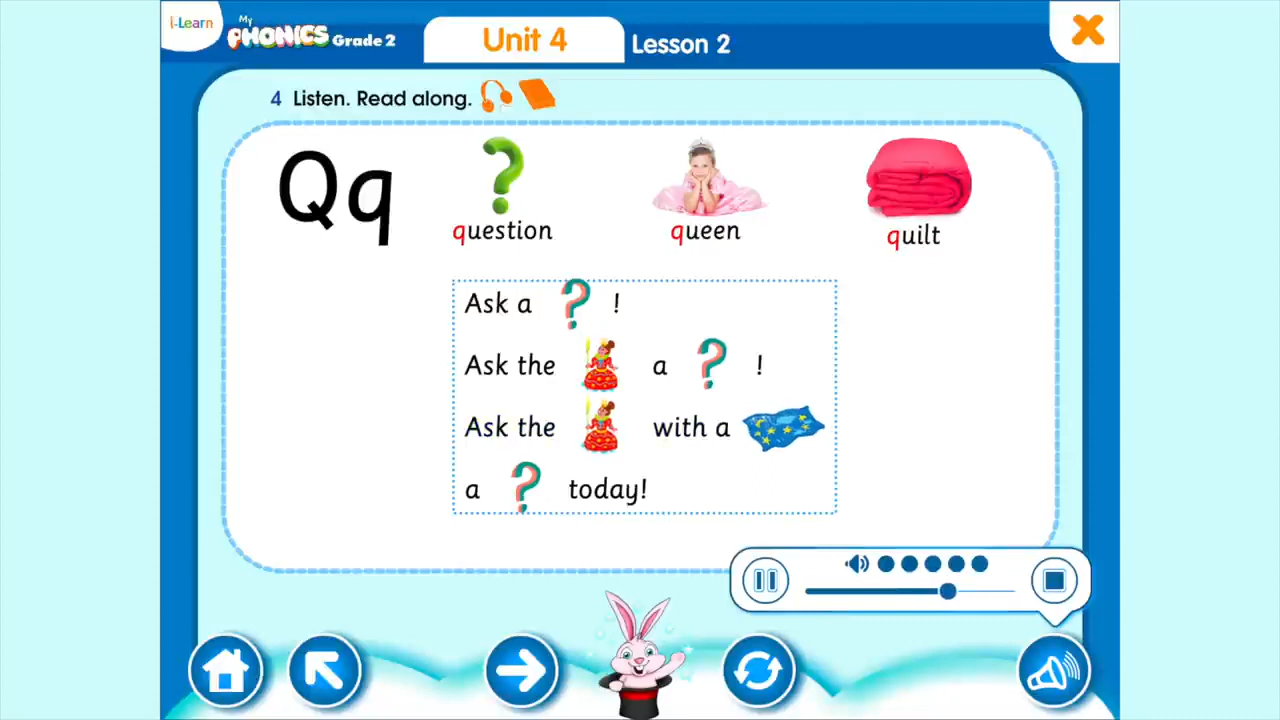 i-Learn
My
PHONICS Grade 2
Unit 4
Lesson 2
4 Listen. Read along.
Qq
question
queen
quilt
Ask a ? !
Ask the a ? !
Ask the with a
a ? today!